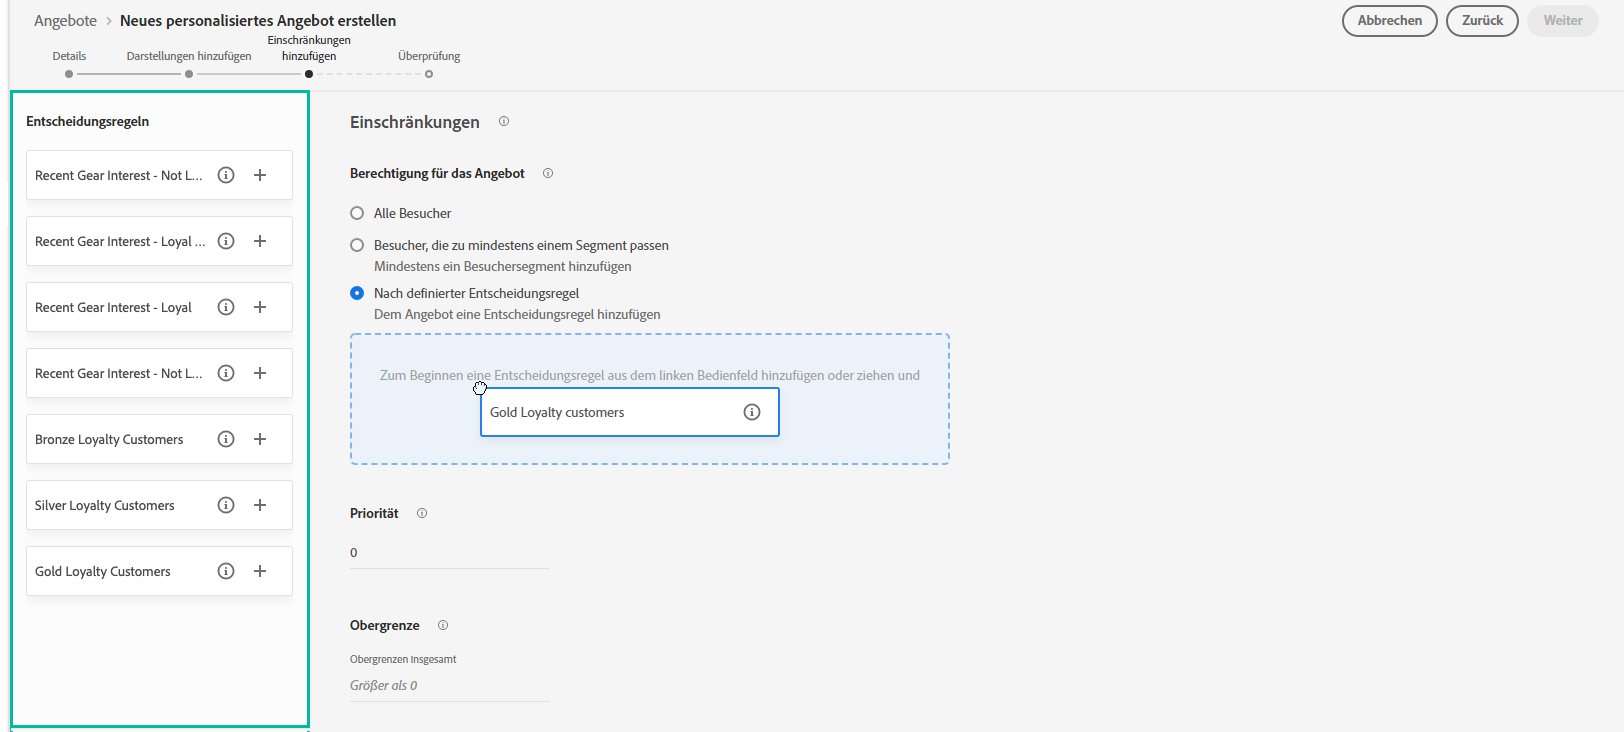 Angebote > Neues personalisiertes Angebot erstellen
Abbrechen
Zurück
Weiter
Details
Darstellungen hinzufügen
Einschränkungen
hinzufügen
Überprüfung
Entscheidungsregeln
Recent Gear Interest - Not L...
Recent Gear Interest - Loyal ...
Recent Gear Interest - Loyal
Recent Gear Interest - Not L...
Bronze Loyalty Customers
Silver Loyalty Customers
Gold Loyalty Customers
Einschränkungen
Berechtigung für das Angebot
Alle Besucher
Besucher, die zu mindestens einem Segment passen
Mindestens ein Besuchersegment hinzufügen
Nach definierter Entscheidungsregel
Dem Angebot eine Entscheidungsregel hinzufügen
Zum Beginnen eine Entscheidungsregel aus dem linken Bedienfeld hinzufügen oder ziehen und
Gold Loyalty customers
Priorität
0
Obergrenze
Obergrenzen insgesamt
Größer als 0